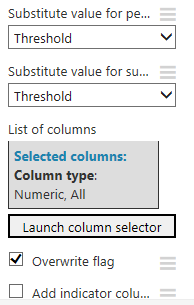 Substitute value for pe...
Threshold
Substitute value for su...
Threshold
List of columns
Selected columns:
Column type:
Numeric, All
Launch column selector
Overwrite flag
Add indicator colu...